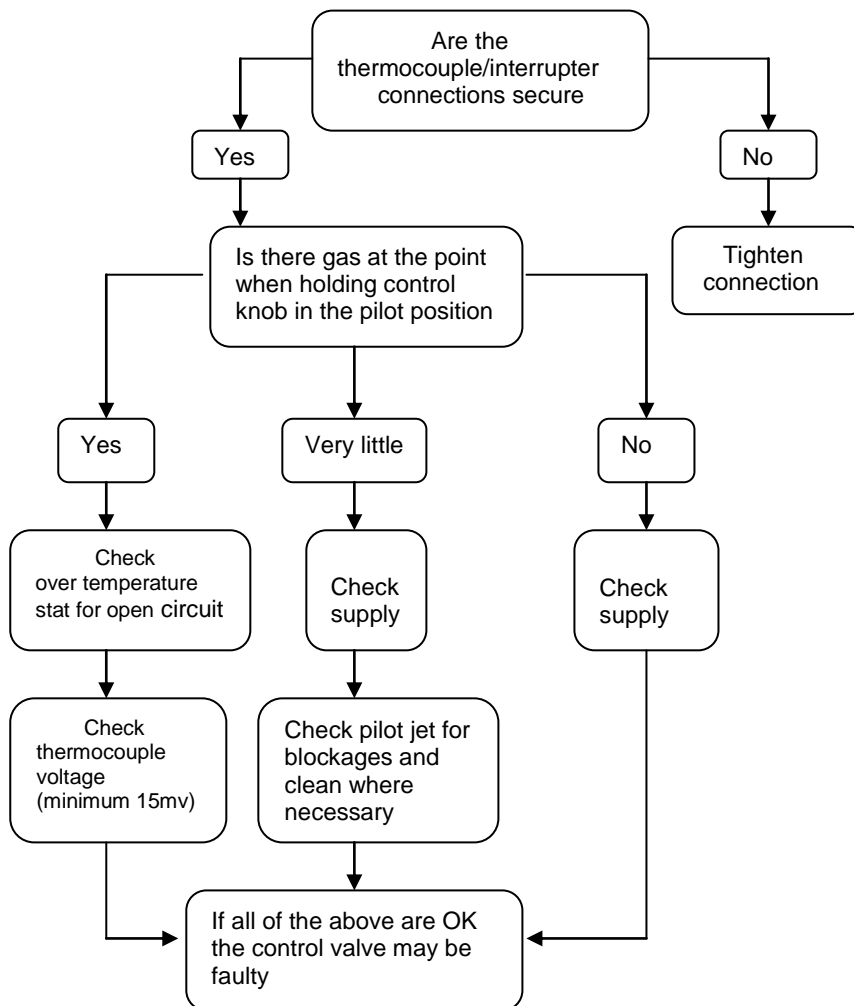 Are the
thermocouple/interrupter
connections secure
Yes
No
Is there gas at the point
when holding control
knob in the pilot position
Tighten
connection
Yes
Very little
No
Check
over temperature
stat for open circuit
Check
supply
Check
supply
Check
thermocouple
voltage
(minimum 15mv)
Check pilot jet for
blockages and
clean where
necessary
If all of the above are OK
the control valve may be
faulty